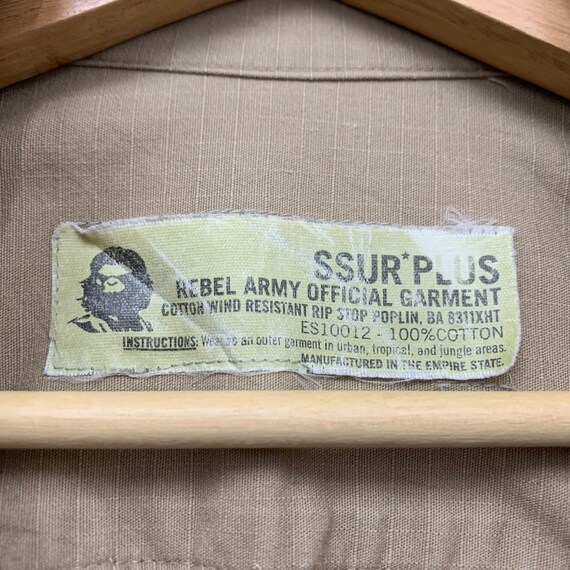 SSUR*PLUS
REBEL ARMY OFFICIAL GARMENT
COTTON WIND RESISTANT RIP STOP POPLIN, BA 8311XHT
ES10012 - 100%COTTON
INSTRUCTIONS: Wear as an outer garment in urban, tropical, and jungle areas.
MANUFACTURED IN THE EMPIRE STATE.